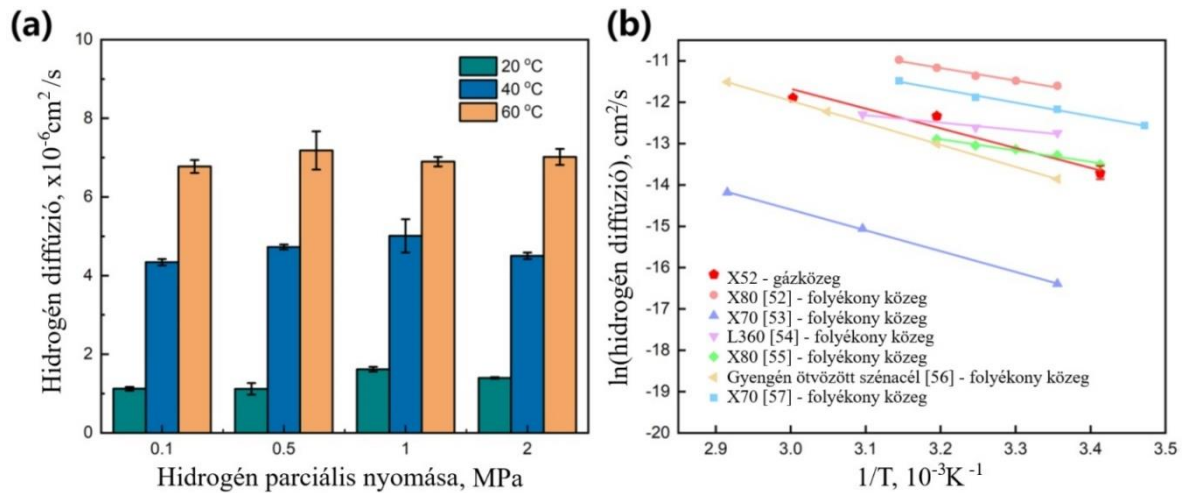 (a)
Hidrogén diffúzió, x10⁻⁶cm²/s
10
8
6
4
2
0
20 °C
40 °C
60 °C
0.1
0.5
1
2
Hidrogén parciális nyomása, MPa
(b)
ln(hidrogén diffúzió), cm²/s
-11
-12
-13
-14
-15
-16
-17
-18
-19
-20
X52 - gázközeg
X80 [52] - folyékony közeg
X70 [53] - folyékony közeg
L360 [54] - folyékony közeg
X80 [55] - folyékony közeg
Gyengén ötvözött szénacél [56] - folyékony közeg
X70 [57] - folyékony közeg
2.9
3.0
3.1
3.2
3.3
3.4
3.5
1/T, 10⁻³K⁻¹